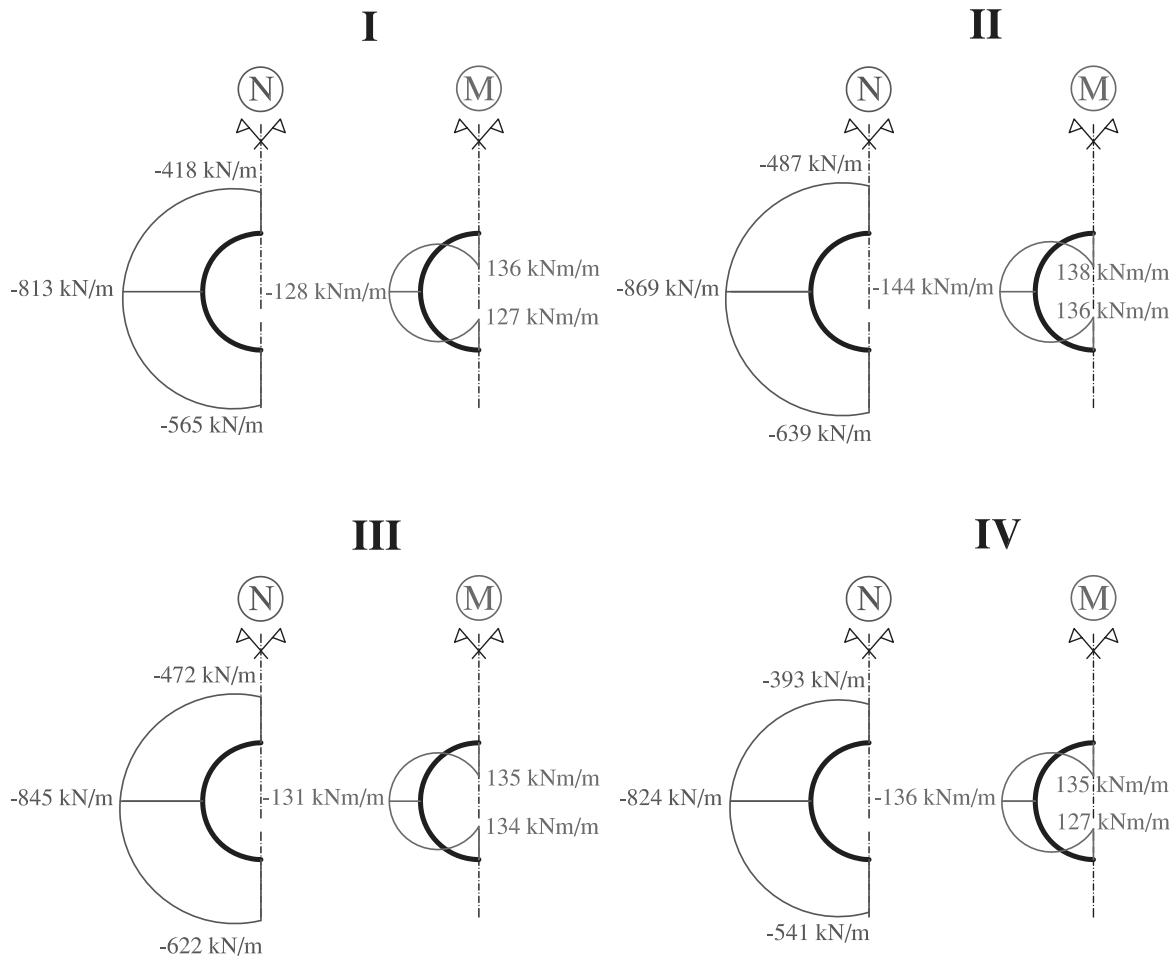 I
II
N
M
N
M
-418 kN/m
-487 kN/m
136 kNm/m
138 kNm/m
-813 kN/m
-128 kNm/m
-869 kN/m
-144 kNm/m
127 kNm/m
136 kNm/m
-565 kN/m
-639 kN/m
III
IV
N
M
N
M
-472 kN/m
-393 kN/m
135 kNm/m
135 kNm/m
-845 kN/m
-131 kNm/m
-824 kN/m
-136 kNm/m
134 kNm/m
127 kNm/m
-622 kN/m
-541 kN/m